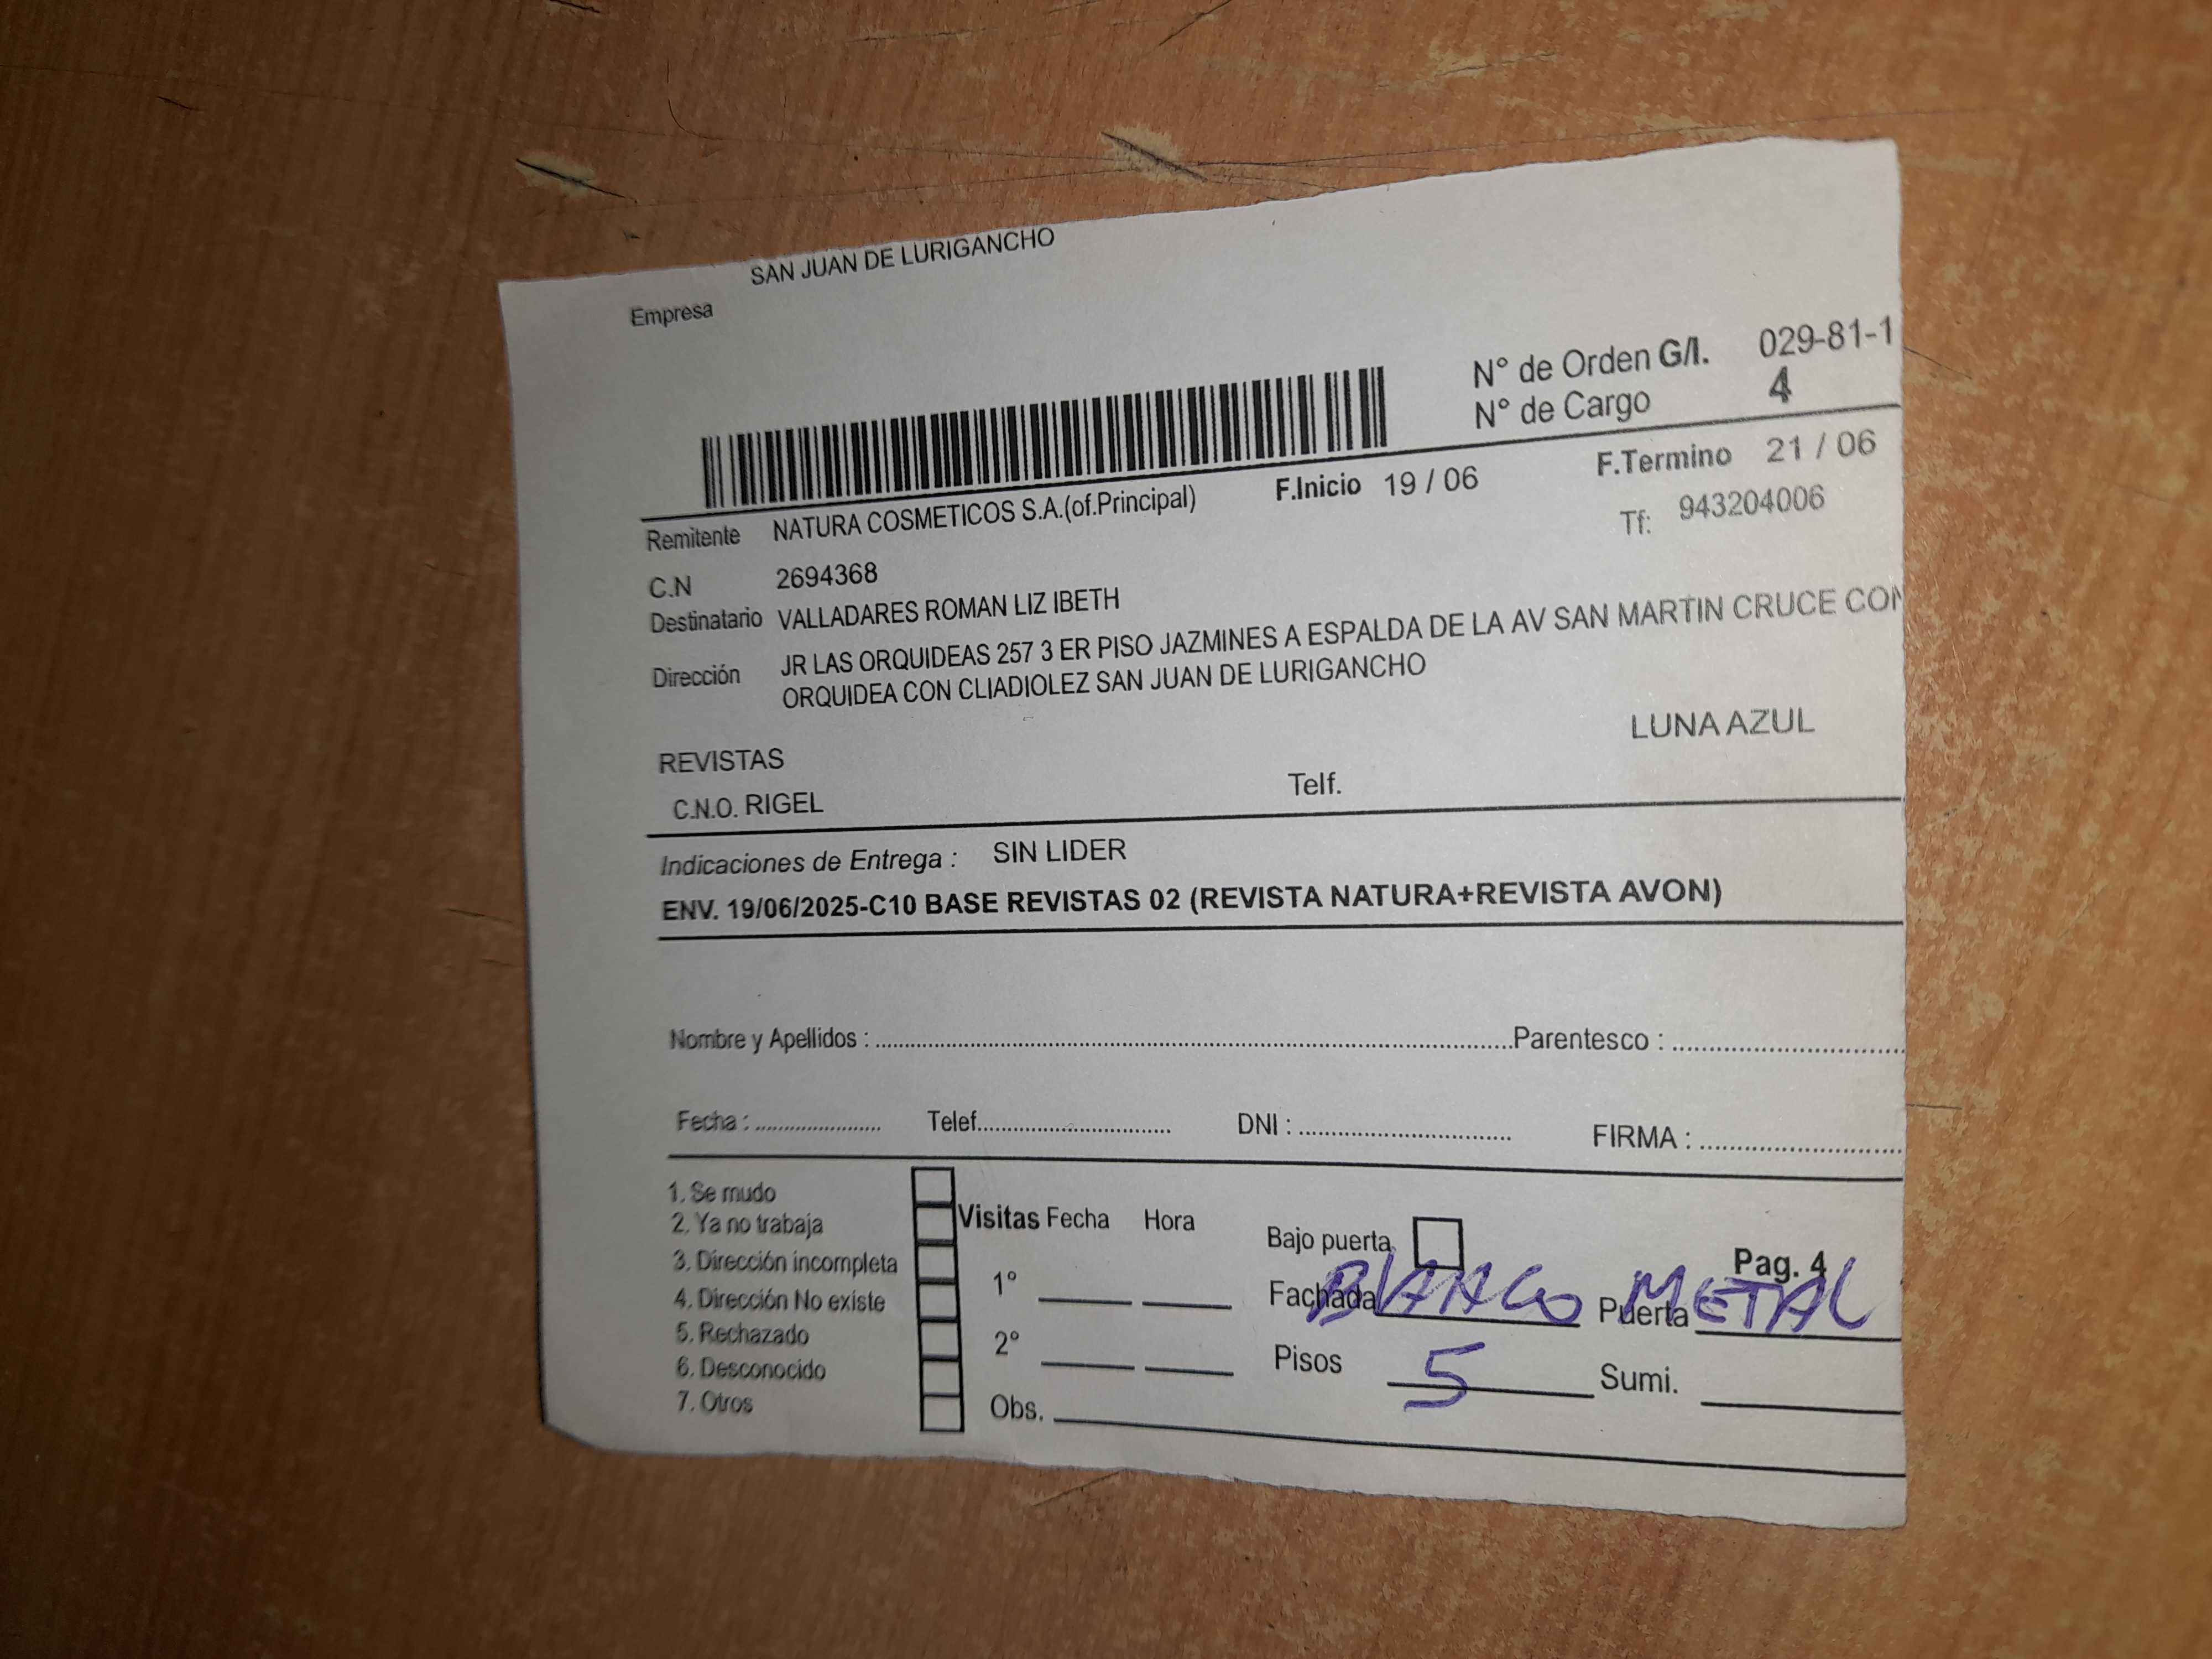 SAN JUAN DE LURIGANCHO
Empresa
N° de Orden G/I. 029-81-1
N° de Cargo 4
F.Inicio 19 / 06 F.Termino 21 / 06
Remitente NATURA COSMETICOS S.A.(of.Principal) Tf: 943204006
C.N 2694368
Destinatario VALLADARES ROMAN LIZ IBETH
Dirección JR LAS ORQUIDEAS 257 3 ER PISO JAZMINES A ESPALDA DE LA AV SAN MARTIN CRUCE CON
ORQUIDEA CON CLIADIOLEZ SAN JUAN DE LURIGANCHO
LUNA AZUL
REVISTAS
C.N.O. RIGEL Telf.
Indicaciones de Entrega : SIN LIDER
ENV. 19/06/2025-C10 BASE REVISTAS 02 (REVISTA NATURA+REVISTA AVON)
Nombre y Apellidos : Parentesco :
Fecha : Telef. DNI : FIRMA :
1. Se mudo
2. Ya no trabaja
3. Dirección incompleta
4. Dirección No existe
5. Rechazado
6. Desconocido
7. Otros
Visitas Fecha Hora
1°
2°
Obs.
Bajo puerta Pag. 4
Fachada BlANCO Puerta METAL
Pisos 5 Sumi.